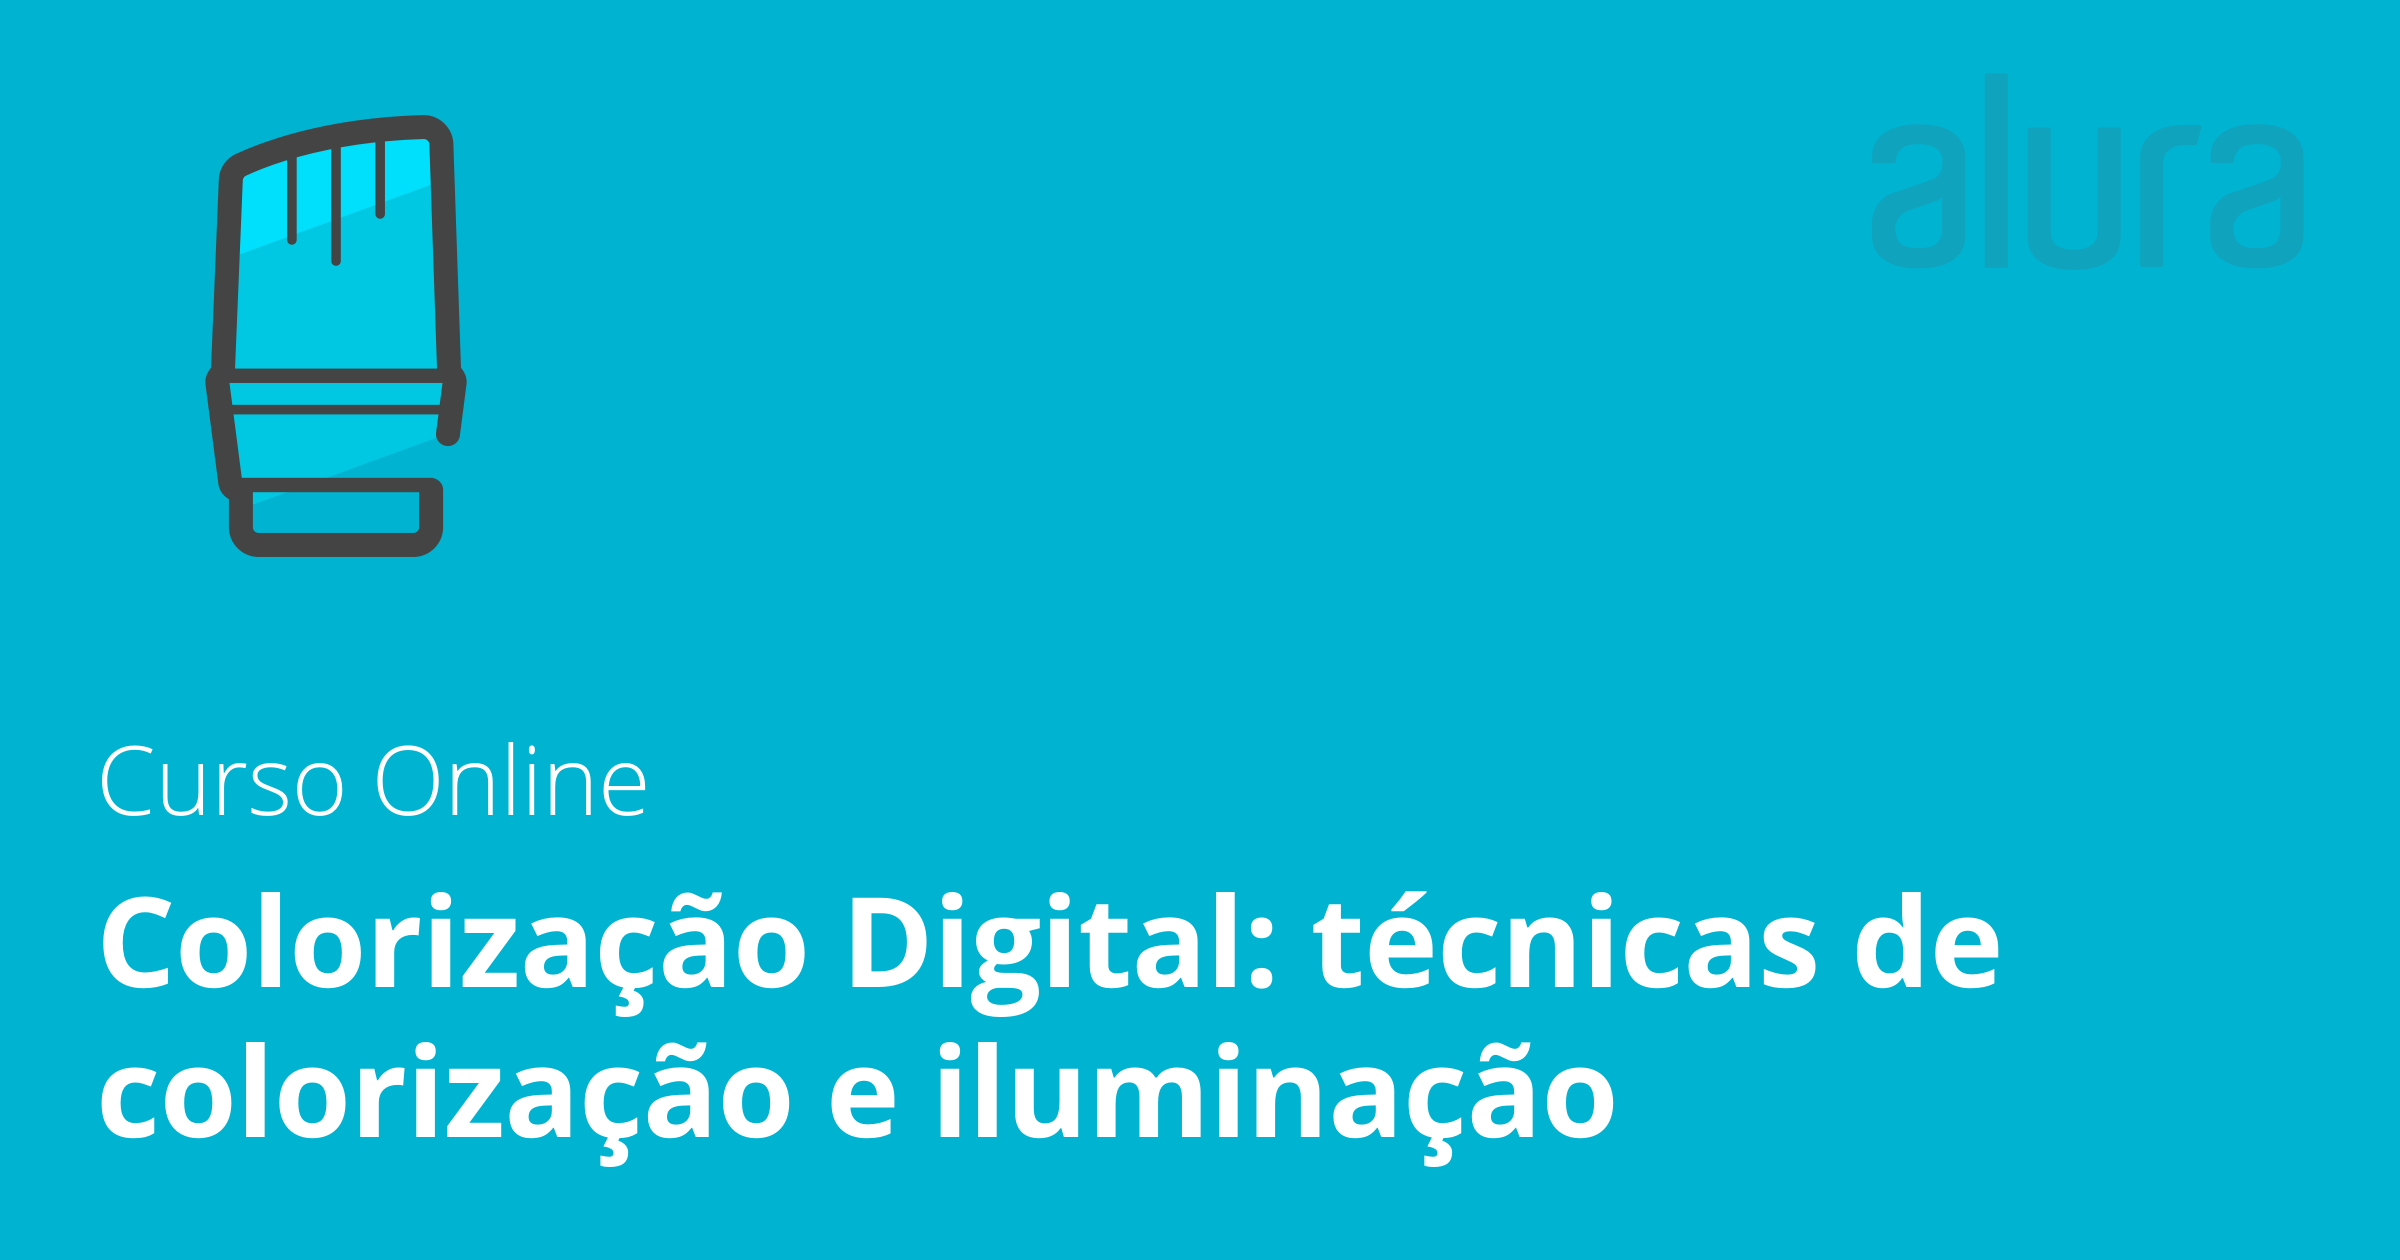 alura
Curso Online
Colorização Digital: técnicas de
colorização e iluminação